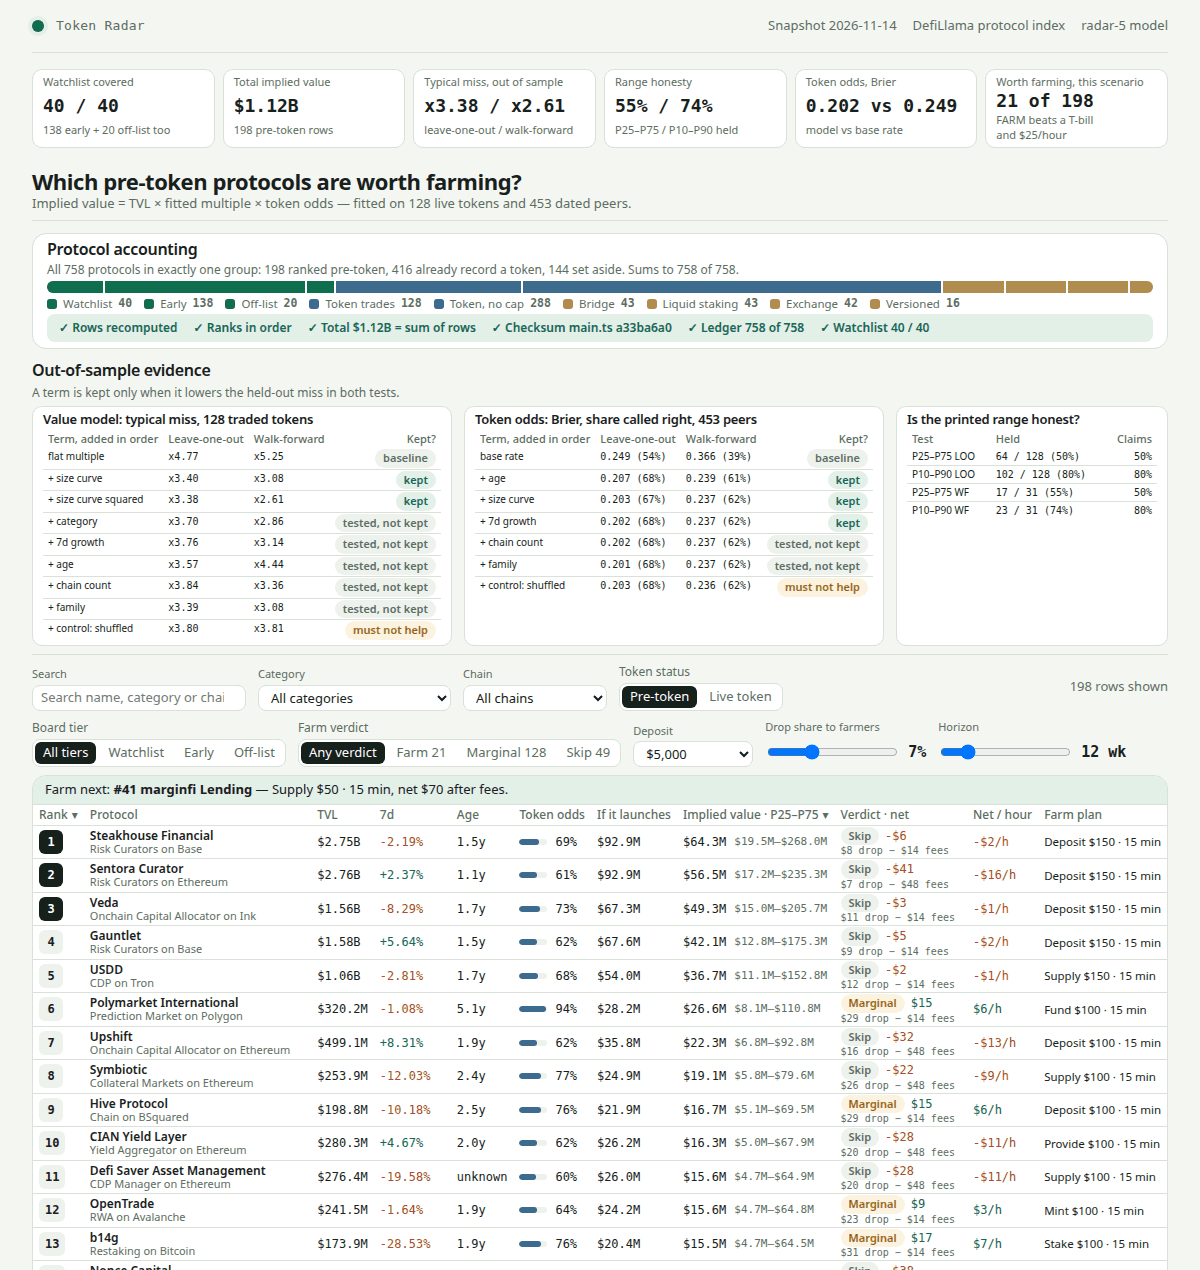 Token Radar
Snapshot 2026-11-14 DefiLlama protocol index radar-5 model
Watchlist covered
40 / 40
138 early + 20 off-list too
Total implied value
$1.12B
198 pre-token rows
Typical miss, out of sample
x3.38 / x2.61
leave-one-out / walk-forward
Range honesty
55% / 74%
P25–P75 / P10–P90 held
Token odds, Brier
0.202 vs 0.249
model vs base rate
Worth farming, this scenario
21 of 198
FARM beats a T-bill
and $25/hour
Which pre-token protocols are worth farming?
Implied value = TVL × fitted multiple × token odds — fitted on 128 live tokens and 453 dated peers.
Protocol accounting
All 758 protocols in exactly one group: 198 ranked pre-token, 416 already record a token, 144 set aside. Sums to 758 of 758.
Watchlist 40 Early 138 Off-list 20 Token trades 128 Token, no cap 288 Bridge 43 Liquid staking 43 Exchange 42 Versioned 16
✓ Rows recomputed ✓ Ranks in order ✓ Total $1.12B = sum of rows ✓ Checksum main.ts a33ba6a0 ✓ Ledger 758 of 758 ✓ Watchlist 40 / 40
Out-of-sample evidence
A term is kept only when it lowers the held-out miss in both tests.
Value model: typical miss, 128 traded tokens
Term, added in order Leave-one-out Walk-forward Kept?
flat multiple x4.77 x5.25 baseline
+ size curve x3.40 x3.08 kept
+ size curve squared x3.38 x2.61 kept
+ category x3.70 x2.86 tested, not kept
+ 7d growth x3.76 x3.14 tested, not kept
+ age x3.57 x4.44 tested, not kept
+ chain count x3.84 x3.36 tested, not kept
+ family x3.39 x3.08 tested, not kept
+ control: shuffled x3.80 x3.81 must not help
Token odds: Brier, share called right, 453 peers
Term, added in order Leave-one-out Walk-forward Kept?
base rate 0.249 (54%) 0.366 (39%) baseline
+ age 0.207 (68%) 0.239 (61%) kept
+ size curve 0.203 (67%) 0.237 (62%) kept
+ 7d growth 0.202 (68%) 0.237 (62%) kept
+ chain count 0.202 (68%) 0.237 (62%) tested, not kept
+ family 0.201 (68%) 0.237 (62%) tested, not kept
+ control: shuffled 0.203 (68%) 0.236 (62%) must not help
Is the printed range honest?
Test Held Claims
P25–P75 LOO 64 / 128 (50%) 50%
P10–P90 LOO 102 / 128 (80%) 80%
P25–P75 WF 17 / 31 (55%) 50%
P10–P90 WF 23 / 31 (74%) 80%
Search
Search name, category or chai
Category
All categories
Chain
All chains
Token status
Pre-token Live token
198 rows shown
Board tier
All tiers Watchlist Early Off-list
Farm verdict
Any verdict Farm 21 Marginal 128 Skip 49
Deposit
$5,000
Drop share to farmers
7%
Horizon
12 wk
Farm next: #41 marginfi Lending — Supply $50 · 15 min, net $70 after fees.
Rank ▾ Protocol TVL 7d Age Token odds If it launches Implied value · P25–P75 ▾ Verdict · net Net / hour Farm plan
1 Steakhouse Financial $2.75B -2.19% 1.5y 69% $92.9M $64.3M $19.5M–$268.0M Skip -$6 -$2/h Deposit $150 · 15 min
Risk Curators on Base $8 drop − $14 fees
2 Sentora Curator $2.76B +2.37% 1.1y 61% $92.9M $56.5M $17.2M–$235.3M Skip -$41 -$16/h Deposit $150 · 15 min
Risk Curators on Ethereum $7 drop − $48 fees
3 Veda $1.56B -8.29% 1.7y 73% $67.3M $49.3M $15.0M–$205.7M Skip -$3 -$1/h Deposit $150 · 15 min
Onchain Capital Allocator on Ink $11 drop − $14 fees
4 Gauntlet $1.58B +5.64% 1.5y 62% $67.6M $42.1M $12.8M–$175.3M Skip -$5 -$2/h Deposit $150 · 15 min
Risk Curators on Base $9 drop − $14 fees
5 USDD $1.06B -2.81% 1.7y 68% $54.0M $36.7M $11.1M–$152.8M Skip -$2 -$1/h Supply $150 · 15 min
CDP on Tron $12 drop − $14 fees
6 Polymarket International $320.2M -1.08% 5.1y 94% $28.2M $26.6M $8.1M–$110.8M Marginal $15 $6/h Fund $100 · 15 min
Prediction Market on Polygon $29 drop − $14 fees
7 Upshift $499.1M +8.31% 1.9y 62% $35.8M $22.3M $6.8M–$92.8M Skip -$32 -$13/h Deposit $100 · 15 min
Onchain Capital Allocator on Ethereum $16 drop − $48 fees
8 Symbiotic $253.9M -12.03% 2.4y 77% $24.9M $19.1M $5.8M–$79.6M Skip -$22 -$9/h Supply $100 · 15 min
Collateral Markets on Ethereum $26 drop − $48 fees
9 Hive Protocol $198.8M -10.18% 2.5y 76% $21.9M $16.7M $5.1M–$69.5M Marginal $15 $6/h Deposit $100 · 15 min
Chain on BSquared $29 drop − $14 fees
10 CIAN Yield Layer $280.3M +4.67% 2.0y 62% $26.2M $16.3M $5.0M–$67.9M Skip -$28 -$11/h Provide $100 · 15 min
Yield Aggregator on Ethereum $20 drop − $48 fees
11 Defi Saver Asset Management $276.4M -19.58% unknown 60% $26.0M $15.6M $4.7M–$64.9M Skip -$28 -$11/h Supply $100 · 15 min
CDP Manager on Ethereum $20 drop − $48 fees
12 OpenTrade $241.5M -1.64% 1.9y 64% $24.2M $15.6M $4.7M–$64.8M Marginal $9 $3/h Mint $100 · 15 min
RWA on Avalanche $23 drop − $14 fees
13 b14g $173.9M -28.53% 1.9y 76% $20.4M $15.5M $4.7M–$64.5M Marginal $17 $7/h Stake $100 · 15 min
Restaking on Bitcoin $31 drop − $14 fees